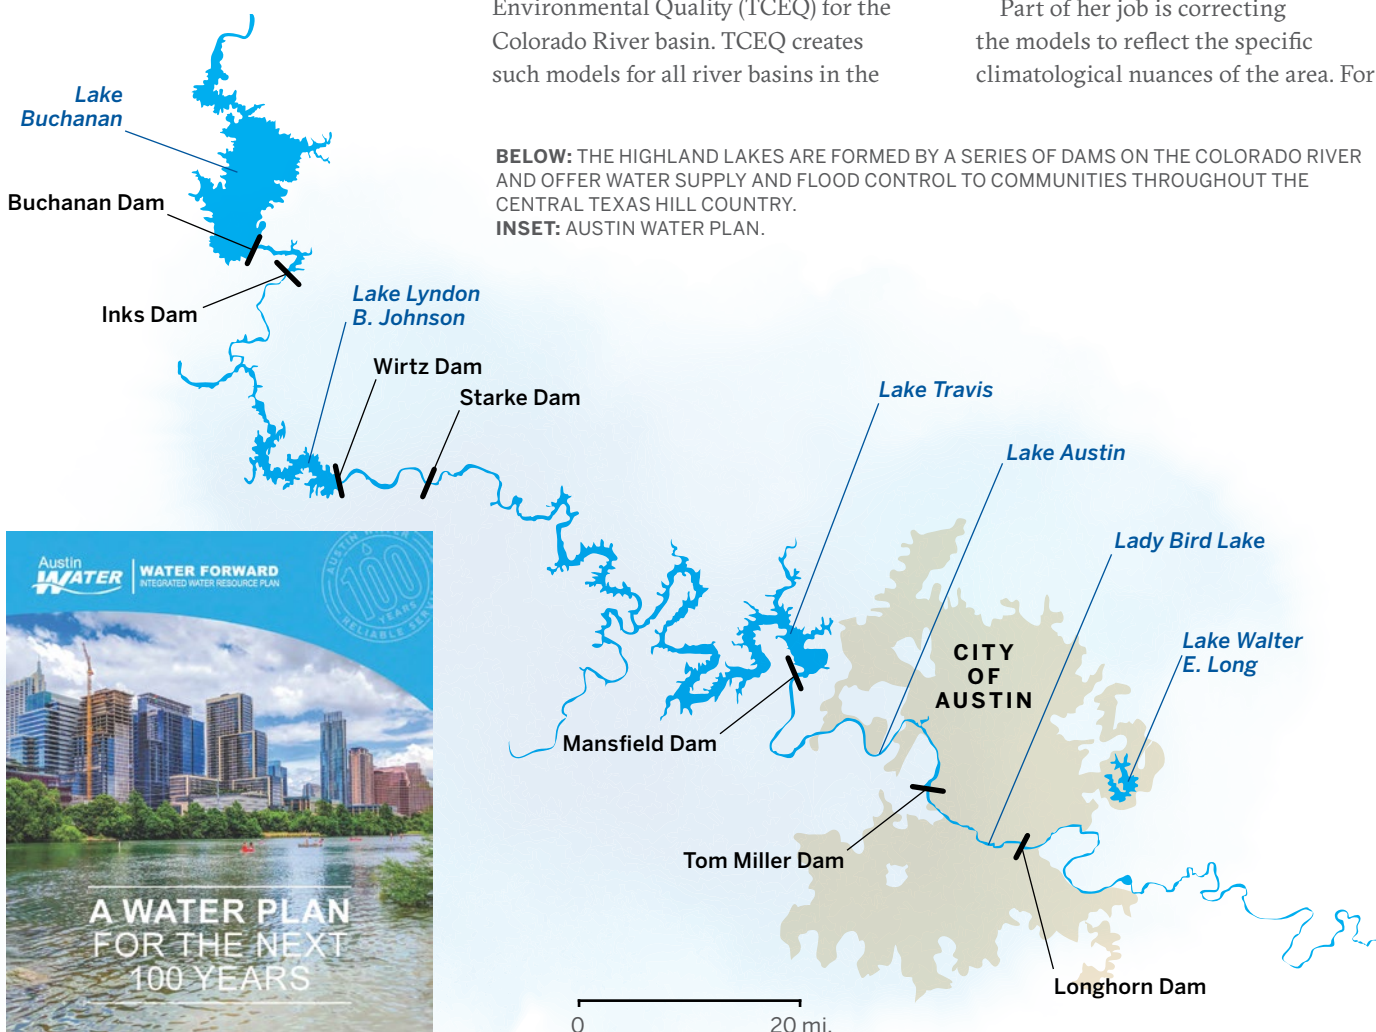 Environmental Quality (TCEQ) for the
Colorado River basin. TCEQ creates
such models for all river basins in the
Part of her job is correcting
the models to reflect the specific
climatological nuances of the area. For
BELOW: THE HIGHLAND LAKES ARE FORMED BY A SERIES OF DAMS ON THE COLORADO RIVER
AND OFFER WATER SUPPLY AND FLOOD CONTROL TO COMMUNITIES THROUGHOUT THE
CENTRAL TEXAS HILL COUNTRY.
INSET: AUSTIN WATER PLAN.
Lake
Buchanan
Buchanan Dam
Inks Dam
Lake Lyndon
B. Johnson
Wirtz Dam
Starke Dam
Lake Travis
Lake Austin
Lady Bird Lake
Lake Walter
E. Long
CITY
OF
AUSTIN
Mansfield Dam
Tom Miller Dam
Longhorn Dam
0 20 mi.
Austin
WATER
WATER FORWARD
INTEGRATED WATER RESOURCE PLAN
AUSTIN WATER
100
YEARS
RELIABLE
A WATER PLAN
FOR THE NEXT
100 YEARS